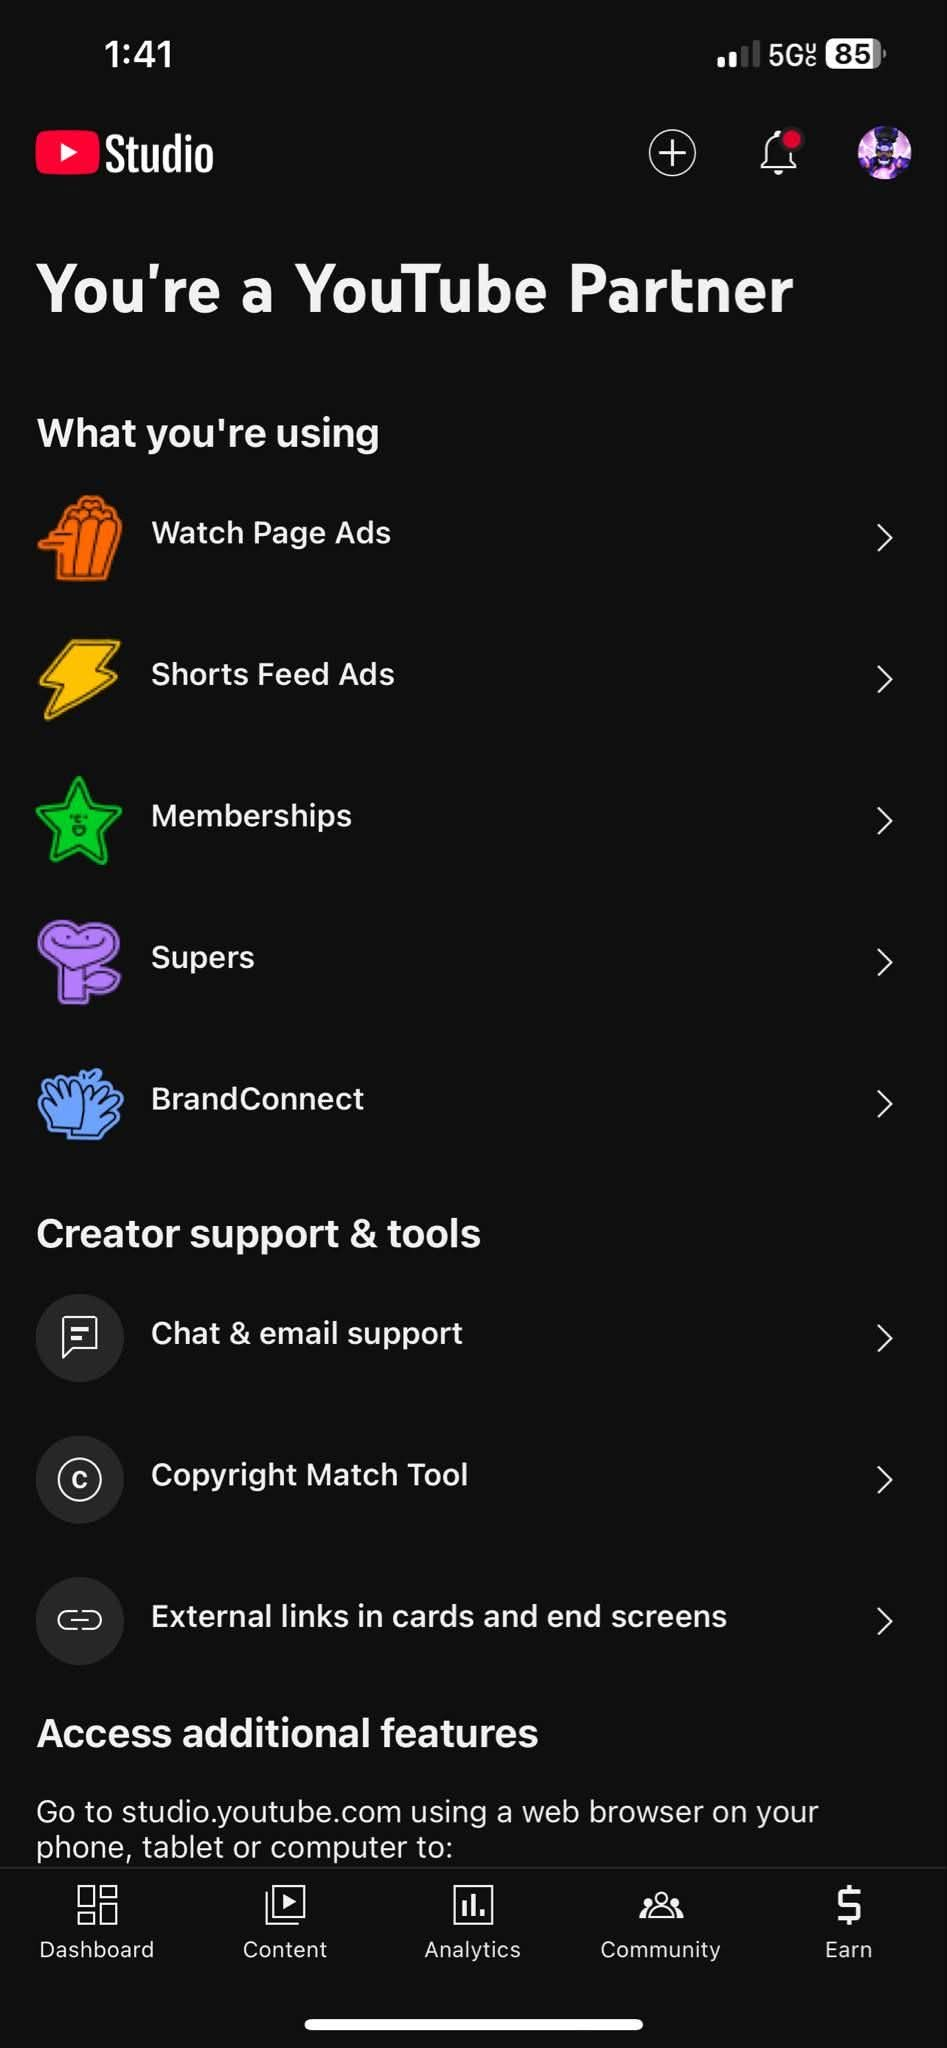 1:41
5GUC 85
Studio
You're a YouTube Partner
What you're using
Watch Page Ads
Shorts Feed Ads
Memberships
Supers
BrandConnect
Creator support & tools
Chat & email support
C
Copyright Match Tool
External links in cards and end screens
Access additional features
Go to studio.youtube.com using a web browser on your
phone, tablet or computer to:
Dashboard Content Analytics Community Earn